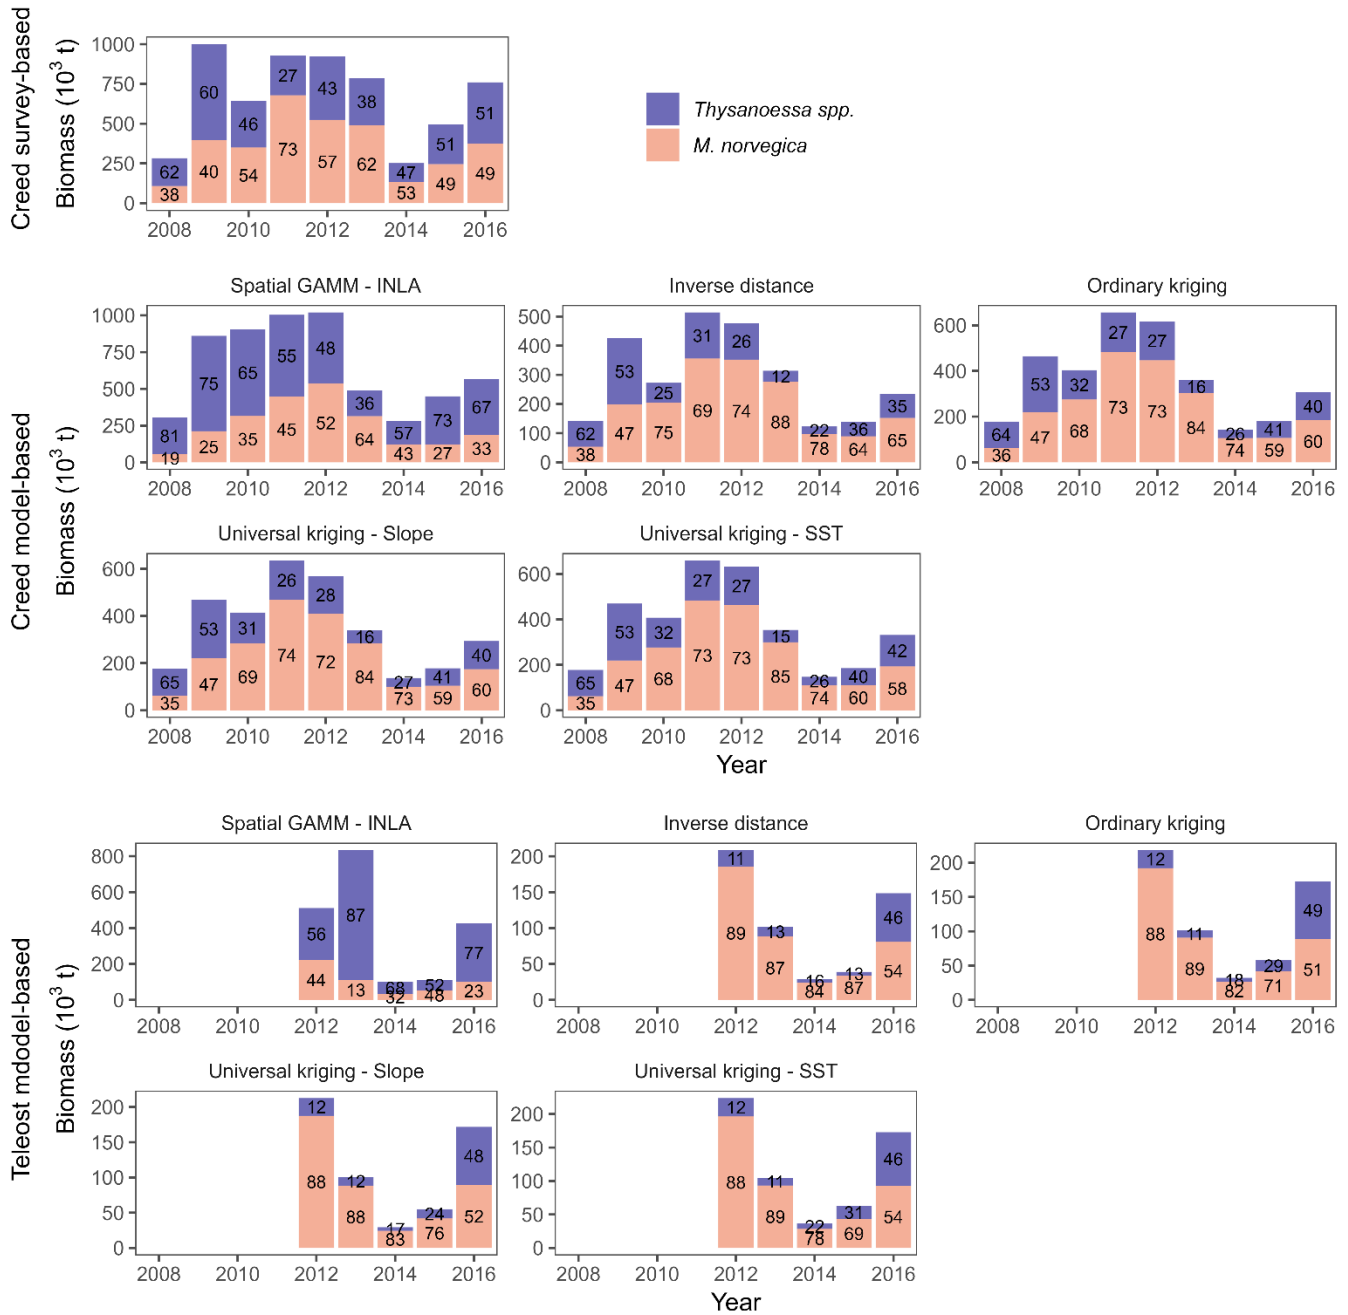 Creed survey-based
Biomass (10³ t)
1000
750
500
250
0
62 60 46 27 43 38 47 51 51
38 40 54 73 57 62 53 49 49
2008 2010 2012 2014 2016
Thysanoessa spp.
M. norvegica
Creed model-based
Biomass (10³ t)
Spatial GAMM - INLA
1000
750
500
250
0
81 75 65 55 48 36 57 73 67
19 25 35 45 52 64 43 27 33
2008 2010 2012 2014 2016
Inverse distance
500
400
300
200
100
0
62 53 25 31 26 12 22 36 35
38 47 75 69 74 88 78 64 65
2008 2010 2012 2014 2016
Ordinary kriging
600
400
200
0
64 53 32 27 27 16 26 41 40
36 47 68 73 73 84 74 59 60
2008 2010 2012 2014 2016
Universal kriging - Slope
600
400
200
0
65 53 31 26 28 16 27 41 40
35 47 69 74 72 84 73 59 60
2008 2010 2012 2014 2016
Universal kriging - SST
600
400
200
0
65 53 32 27 27 15 26 40 42
35 47 68 73 73 85 74 60 58
2008 2010 2012 2014 2016
Year
Teleost mdodel-based
Biomass (10³ t)
Spatial GAMM - INLA
800
600
400
200
0
56 87 68 52 77
44 13 32 48 23
2008 2010 2012 2014 2016
Inverse distance
200
150
100
50
0
11 13 16 13 46
89 87 84 87 54
2008 2010 2012 2014 2016
Ordinary kriging
200
150
100
50
0
12 11 18 29 49
88 89 82 71 51
2008 2010 2012 2014 2016
Universal kriging - Slope
200
150
100
50
0
12 12 17 24 48
88 88 83 76 52
2008 2010 2012 2014 2016
Universal kriging - SST
200
150
100
50
0
12 11 22 31 46
88 89 78 69 54
2008 2010 2012 2014 2016
Year